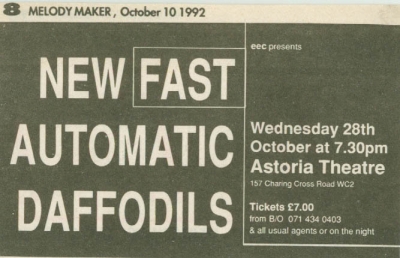 8 MELODY MAKER, October 10 1992
eec presents
NEW FAST
AUTOMATIC
DAFFODILS
Wednesday 28th
October at 7.30pm
Astoria Theatre
157 Charing Cross Road WC2
Tickets £7.00
from B/O 071 434 0403
& all usual agents or on the night